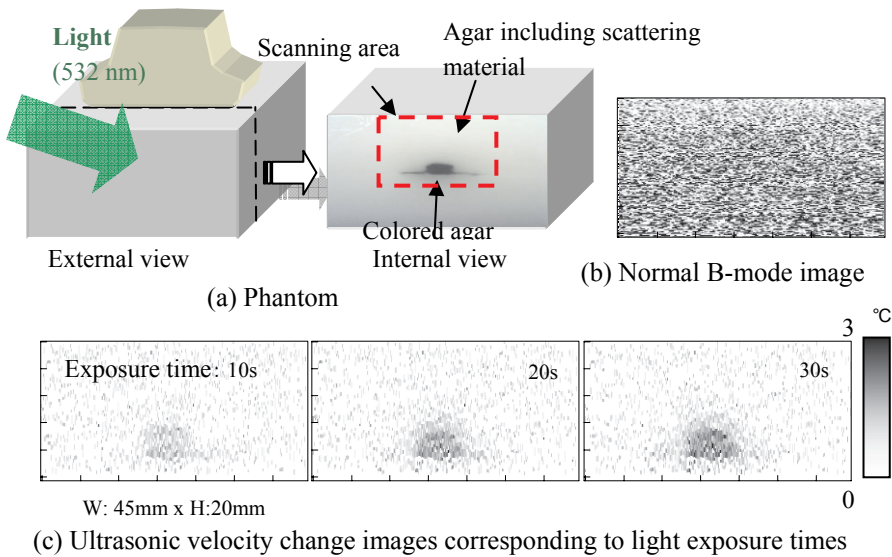 Light
(532 nm)
Scanning area
Agar including scattering
material
Colored agar
External view
Internal view
(a) Phantom
(b) Normal B-mode image
℃
3
0
Exposure time: 10s
20s
30s
W: 45mm x H:20mm
(c) Ultrasonic velocity change images corresponding to light exposure times